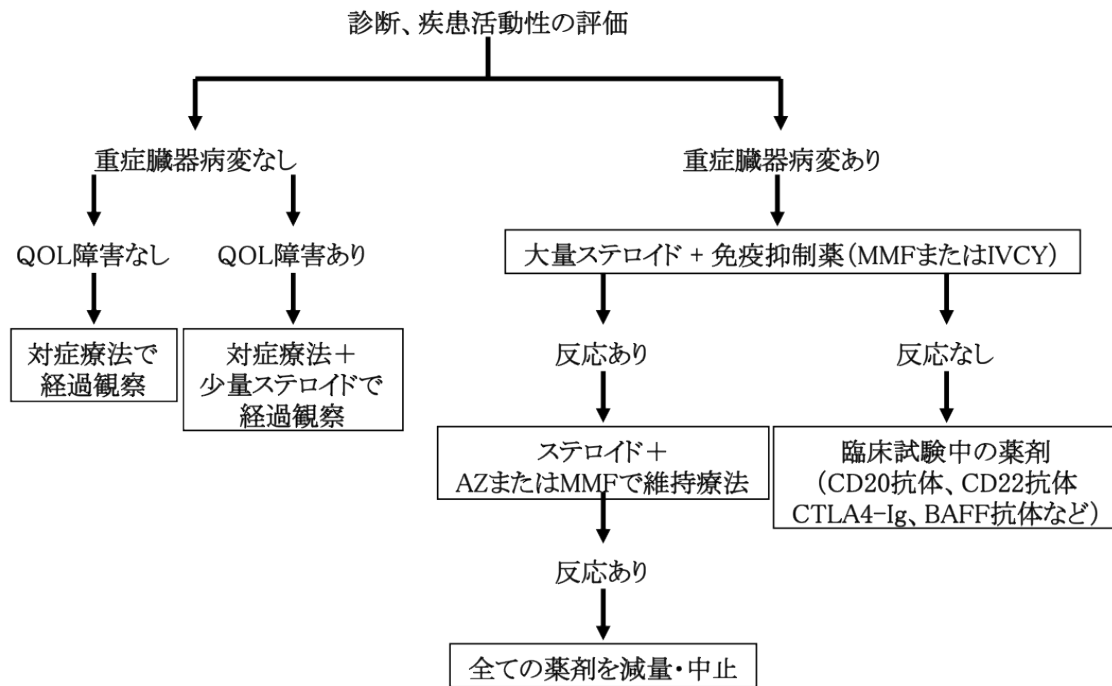 診断、疾患活動性の評価
重症臓器病変なし
重症臓器病変あり
QOL障害なし
QOL障害あり
大量ステロイド + 免疫抑制薬(MMFまたはIVCY)
対症療法で
経過観察
対症療法＋
少量ステロイドで
経過観察
反応あり
反応なし
ステロイド＋
AZまたはMMFで維持療法
臨床試験中の薬剤
(CD20抗体、CD22抗体
CTLA4-Ig、BAFF抗体など)
反応あり
全ての薬剤を減量・中止